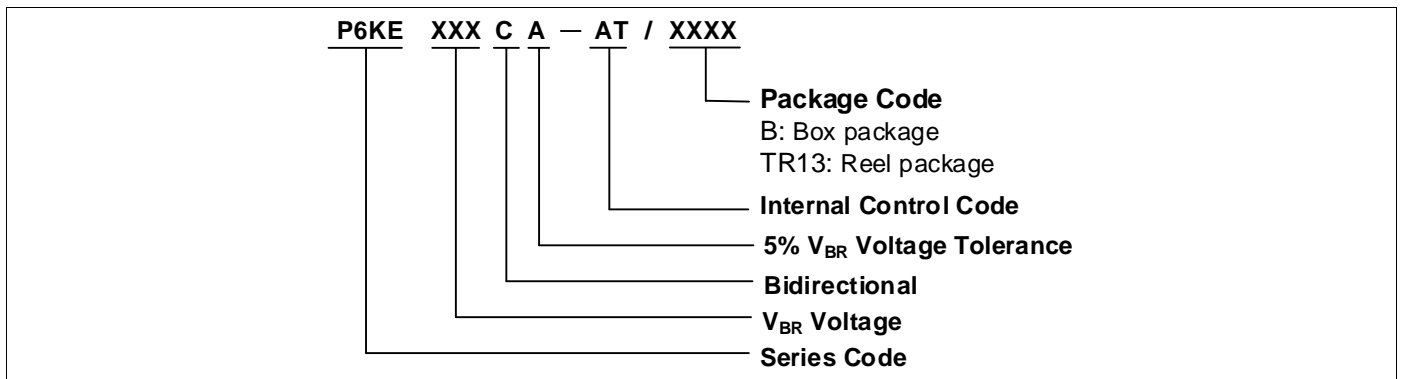 P6KE XXX C A — AT / XXXX
Package Code
B: Box package
TR13: Reel package
Internal Control Code
5% VBR Voltage Tolerance
Bidirectional
VBR Voltage
Series Code